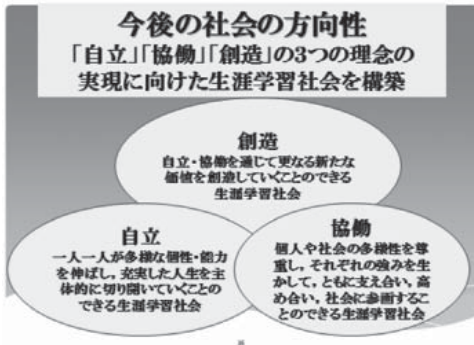 今後の社会の方向性
「自立」「協働」「創造」の3つの理念の
実現に向けた生涯学習社会を構築
創造
自立・協働を通じて更なる新たな
価値を創造していくことのできる
生涯学習社会
自立
一人一人が多様な個性・能力
を伸ばし，充実した人生を主
体的に切り開いていくことの
できる生涯学習社会
協働
個人や社会の多様性を尊
重し，それぞれの強みを生
かして，ともに支え合い，高
め合い，社会に参画するこ
とのできる生涯学習社会